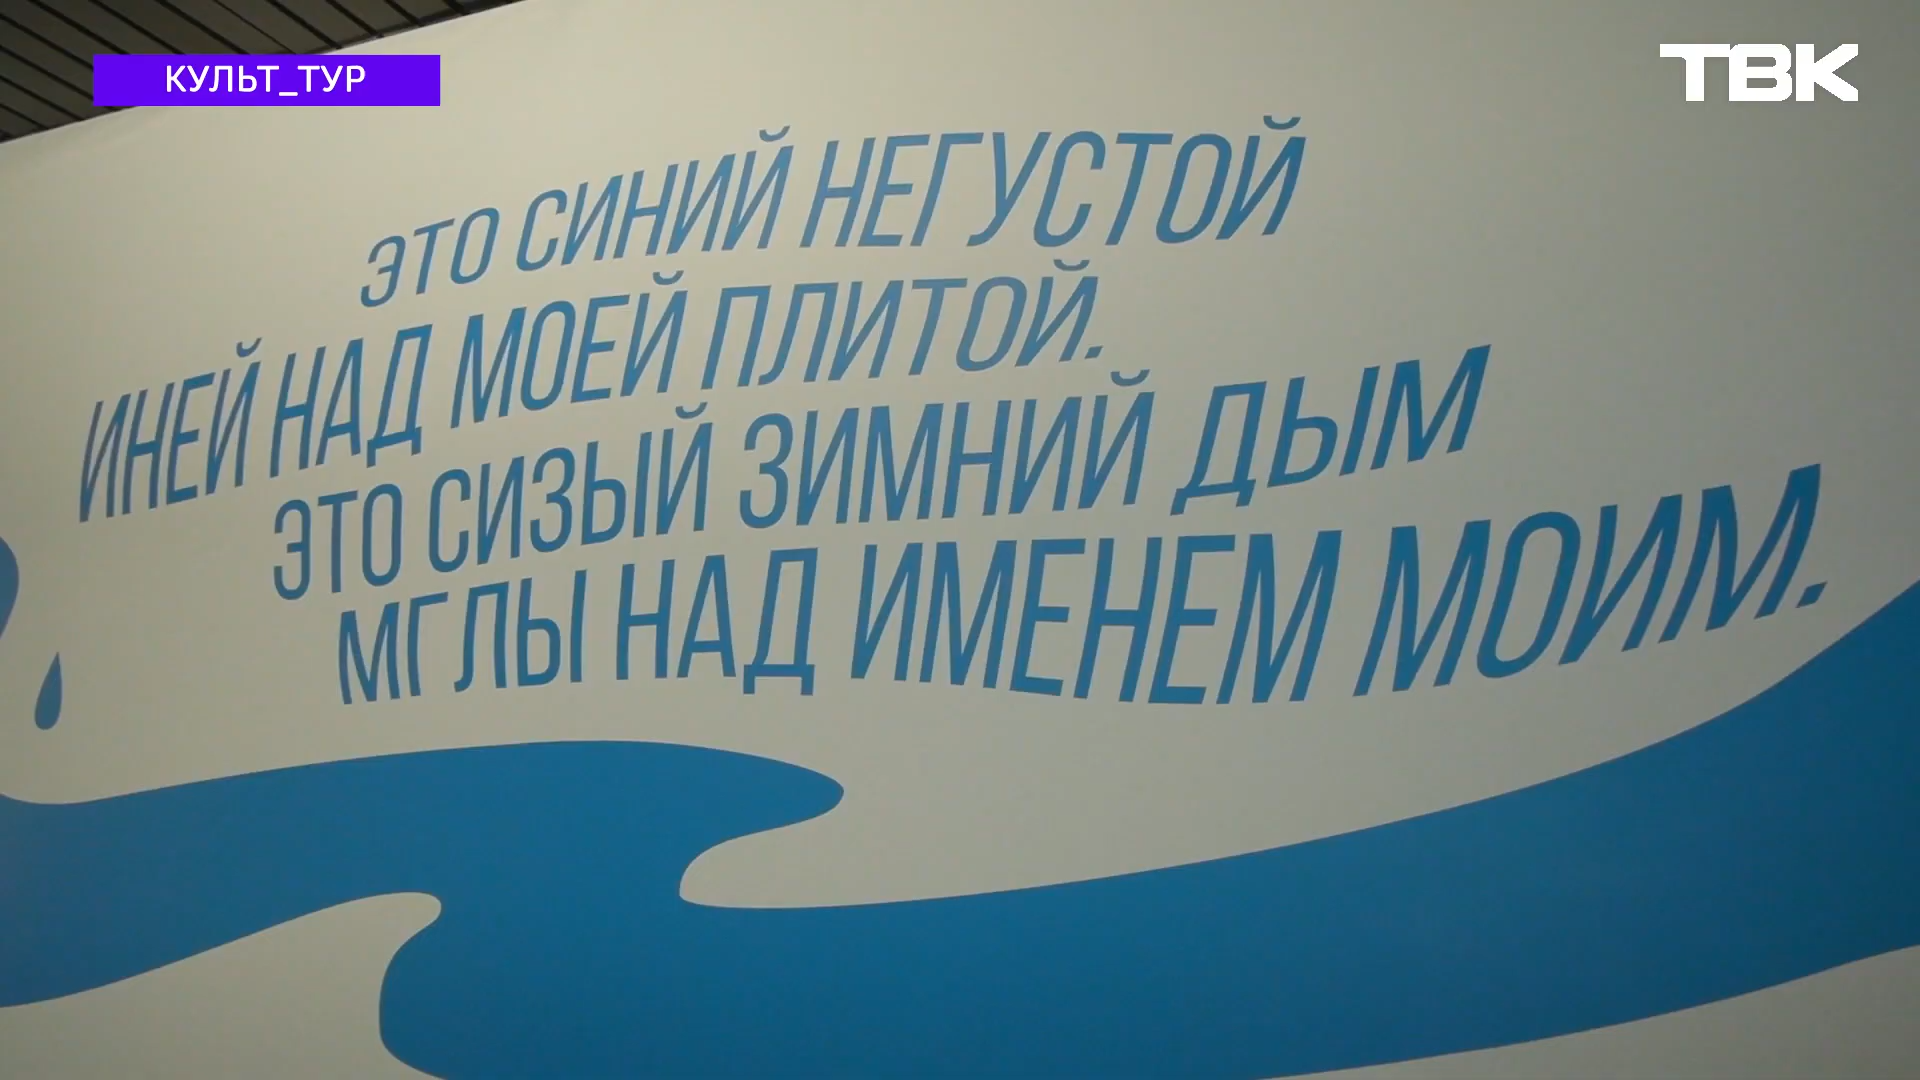 КУЛЬТ_ТУР
ТВК
ЭТО СИНИЙ НЕГУСТОЙ
ИНЕЙ НАД МОЕЙ ПЛИТОЙ.
ЭТО СИЗЫЙ ЗИМНИЙ ДЫМ
МГЛЫ НАД ИМЕНЕМ МОИМ.